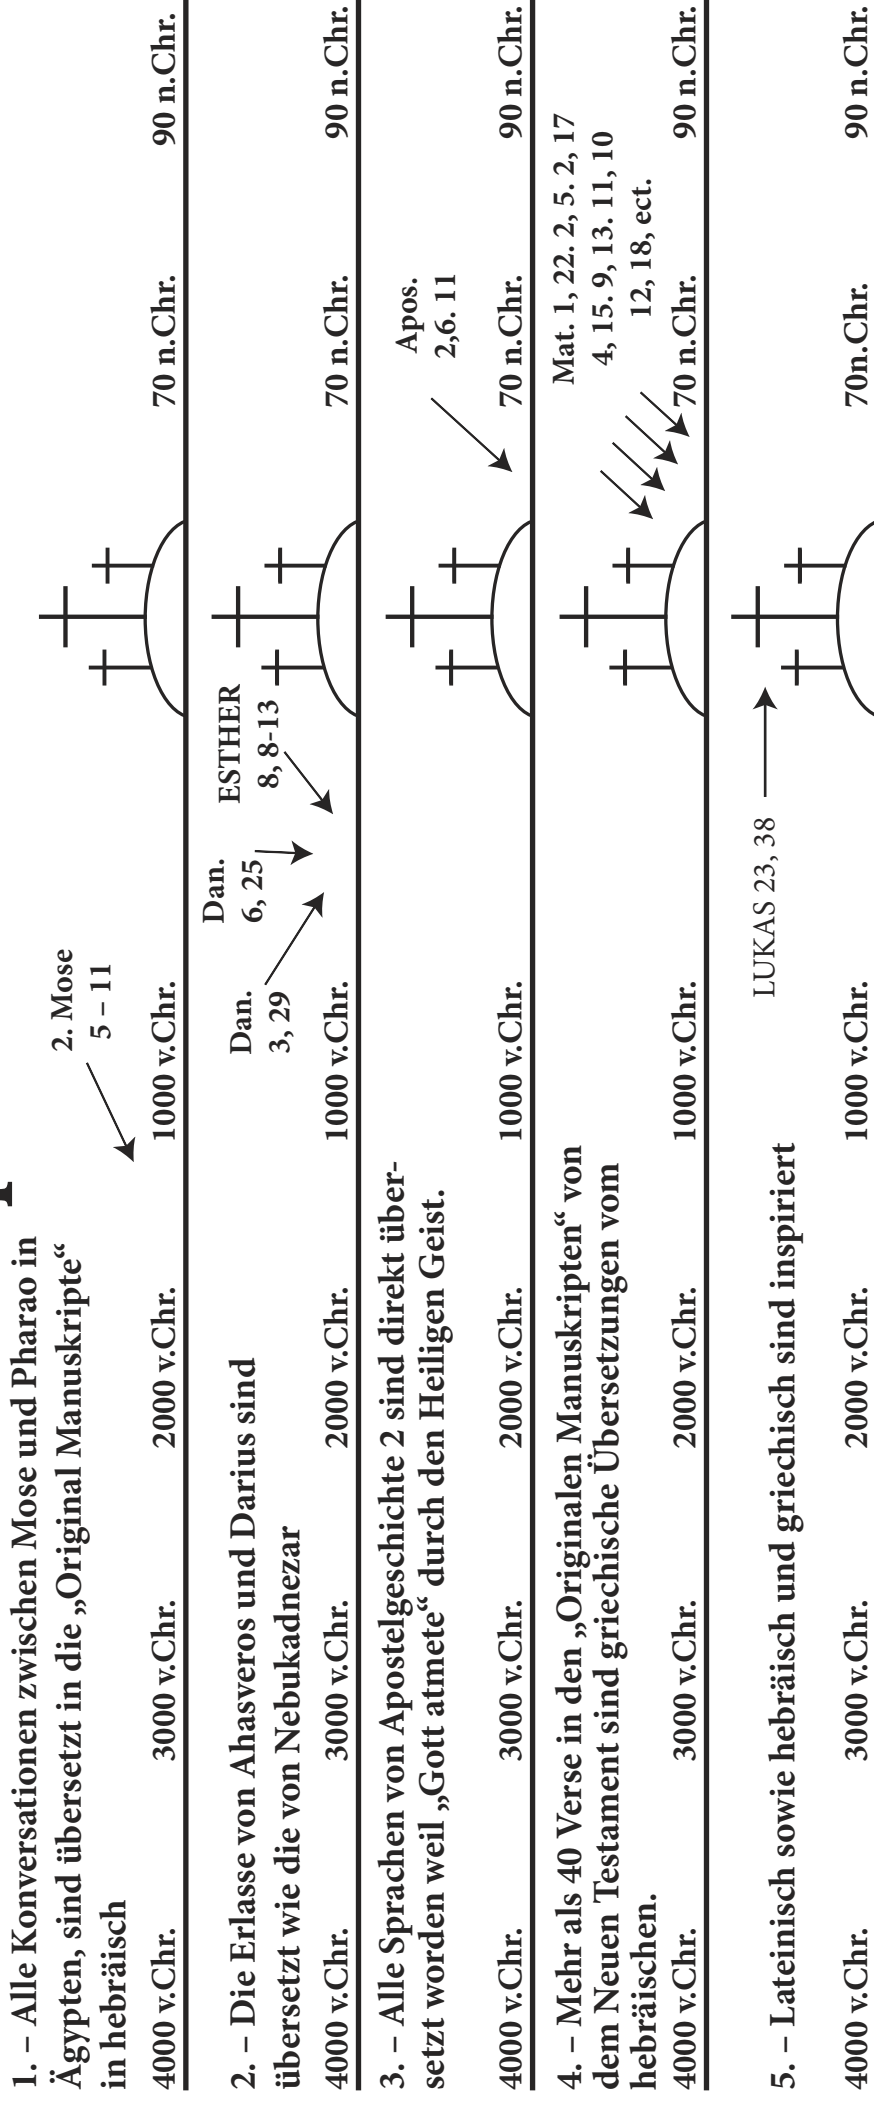 1. – Alle Konversationen zwischen Mose und Pharao in
Ägypten, sind übersetzt in die „Original Manuskripte“
in hebräisch
2. Mose
5 – 11
4000 v.Chr. 3000 v.Chr. 2000 v.Chr. 1000 v.Chr. 70 n.Chr. 90 n.Chr.
2. – Die Erlasse von Ahasveros und Darius sind
übersetzt wie die von Nebukadnezar
Dan.
3, 29
Dan.
6, 25
ESTHER
8, 8-13
4000 v.Chr. 3000 v.Chr. 2000 v.Chr. 1000 v.Chr. 70 n.Chr. 90 n.Chr.
3. – Alle Sprachen von Apostelgeschichte 2 sind direkt über-
setzt worden weil „Gott atmete“ durch den Heiligen Geist.
Apos.
2,6. 11
4000 v.Chr. 3000 v.Chr. 2000 v.Chr. 1000 v.Chr. 70 n.Chr. 90 n.Chr.
4. – Mehr als 40 Verse in den „Originalen Manuskripten“ von
dem Neuen Testament sind griechische Übersetzungen vom
hebräischen.
Mat. 1, 22. 2, 5. 2, 17
4, 15. 9, 13. 11, 10
12, 18, ect.
4000 v.Chr. 3000 v.Chr. 2000 v.Chr. 1000 v.Chr. 70 n.Chr. 90 n.Chr.
5. – Lateinisch sowie hebräisch und griechisch sind inspiriert
LUKAS 23, 38
4000 v.Chr. 3000 v.Chr. 2000 v.Chr. 1000 v.Chr. 70n.Chr. 90 n.Chr.